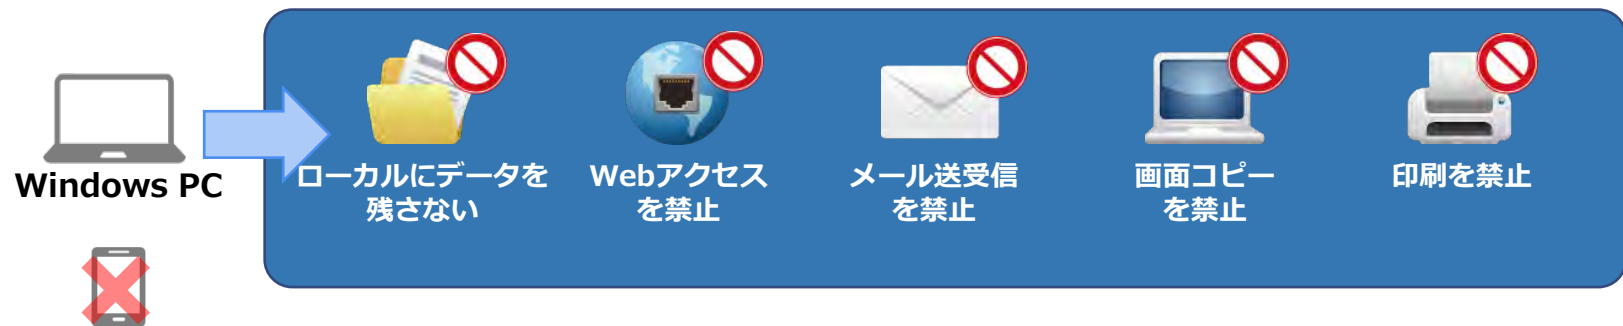 Windows PC
ローカルにデータを
残さない
Webアクセス
を禁止
メール送受信
を禁止
画面コピー
を禁止
印刷を禁止